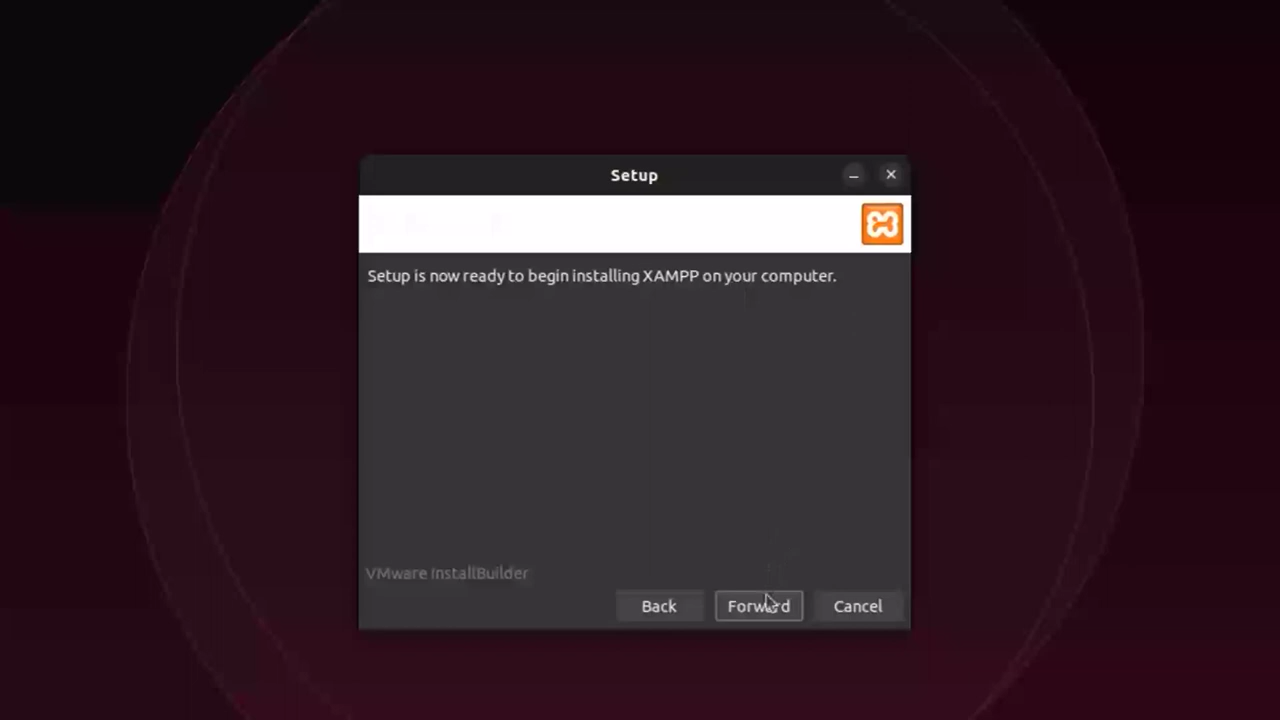 Setup
Setup is now ready to begin installing XAMPP on your computer.
VMware InstallBuilder
Back
Forward
Cancel